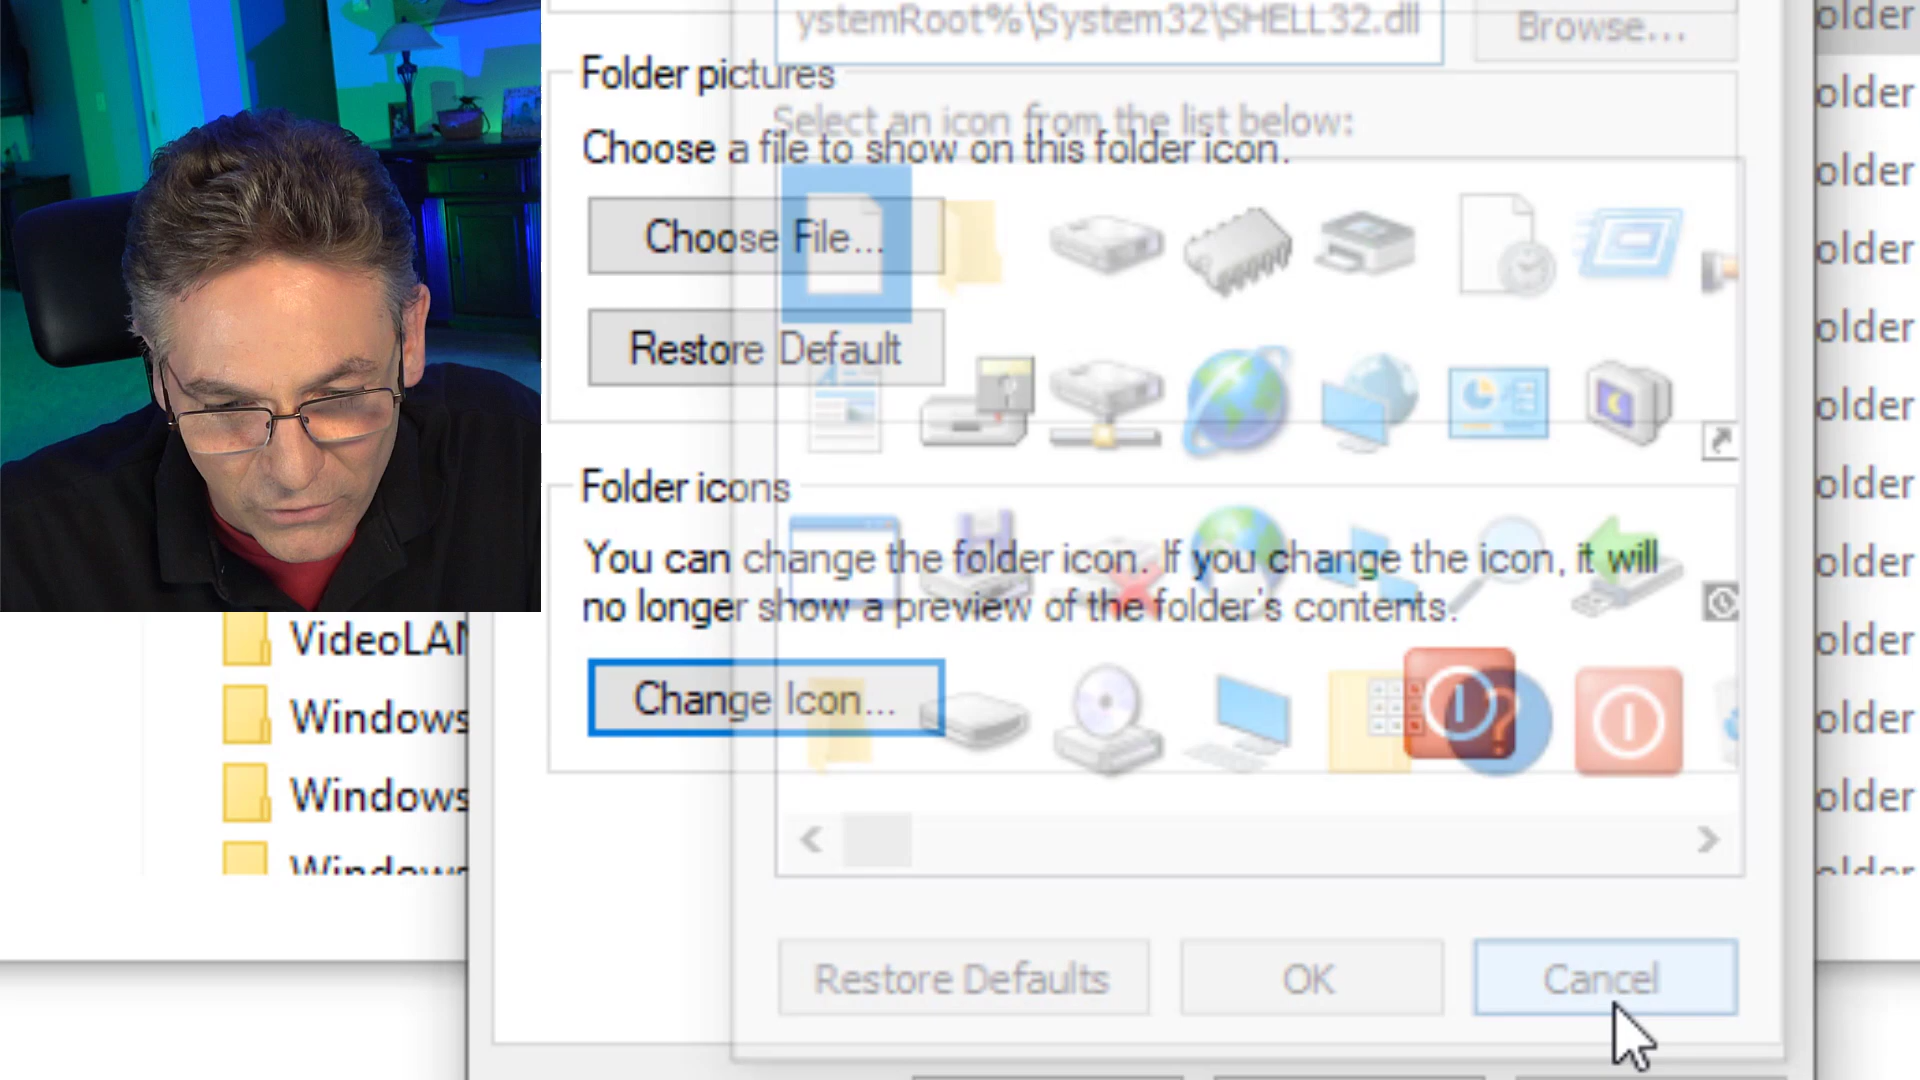 ystemRoot%\System32\SHELL32.dll
Browse...
Folder pictures
Select an icon from the list below:
Choose a file to show on this folder icon.
Choose File...
Restore Default
Folder icons
You can change the folder icon. If you change the icon, it will
no longer show a preview of the folder's contents.
Change Icon...
Restore Defaults
OK
Cancel
VideoLAN
Windows
Windows
Windows
older
older
older
older
older
older
older
older
older
older
older